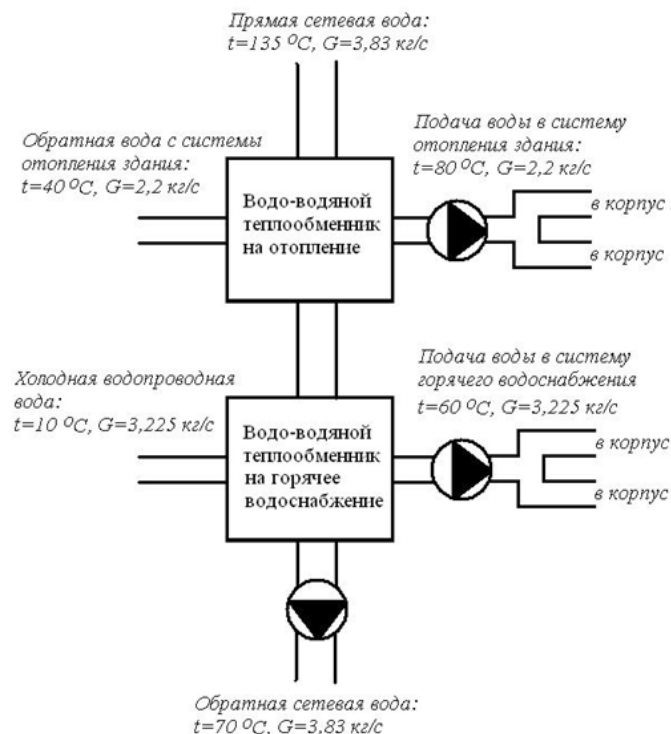 Прямая сетевая вода:
t=135 ⁰C, G=3,83 кг/с
Обратная вода с системы
отопления здания:
t=40 ⁰C, G=2,2 кг/с
Подача воды в систему
отопления здания:
t=80 ⁰C, G=2,2 кг/с
Водо-водяной
теплообменник
на отопление
в корпус
в корпус
Холодная водопроводная
вода:
t=10 ⁰C, G=3,225 кг/с
Подача воды в систему
горячего водоснабжения
t=60 ⁰C, G=3,225 кг/с
Водо-водяной
теплообменник
на горячее
водоснабжение
в корпус
в корпус
Обратная сетевая вода:
t=70 ⁰C, G=3,83 кг/с